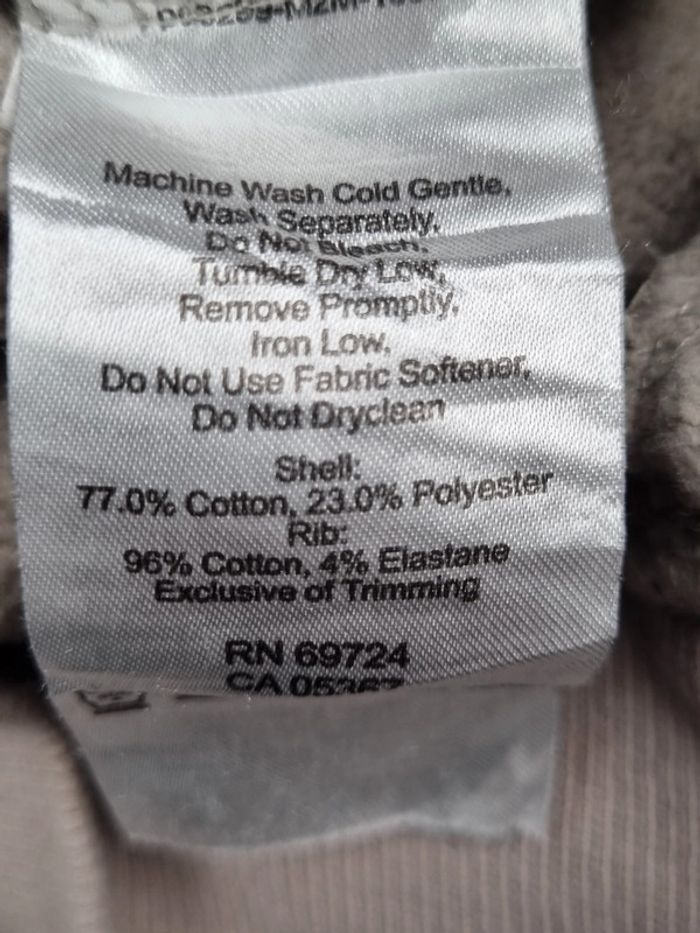 Machine Wash Cold Gentle,
Wash Separately,
Do Not Bleach,
Tumble Dry Low,
Remove Promptly,
Iron Low,
Do Not Use Fabric Softener,
Do Not Dryclean
Shell:
77.0% Cotton, 23.0% Polyester
Rib:
96% Cotton, 4% Elastane
Exclusive of Trimming
RN 69724
CA